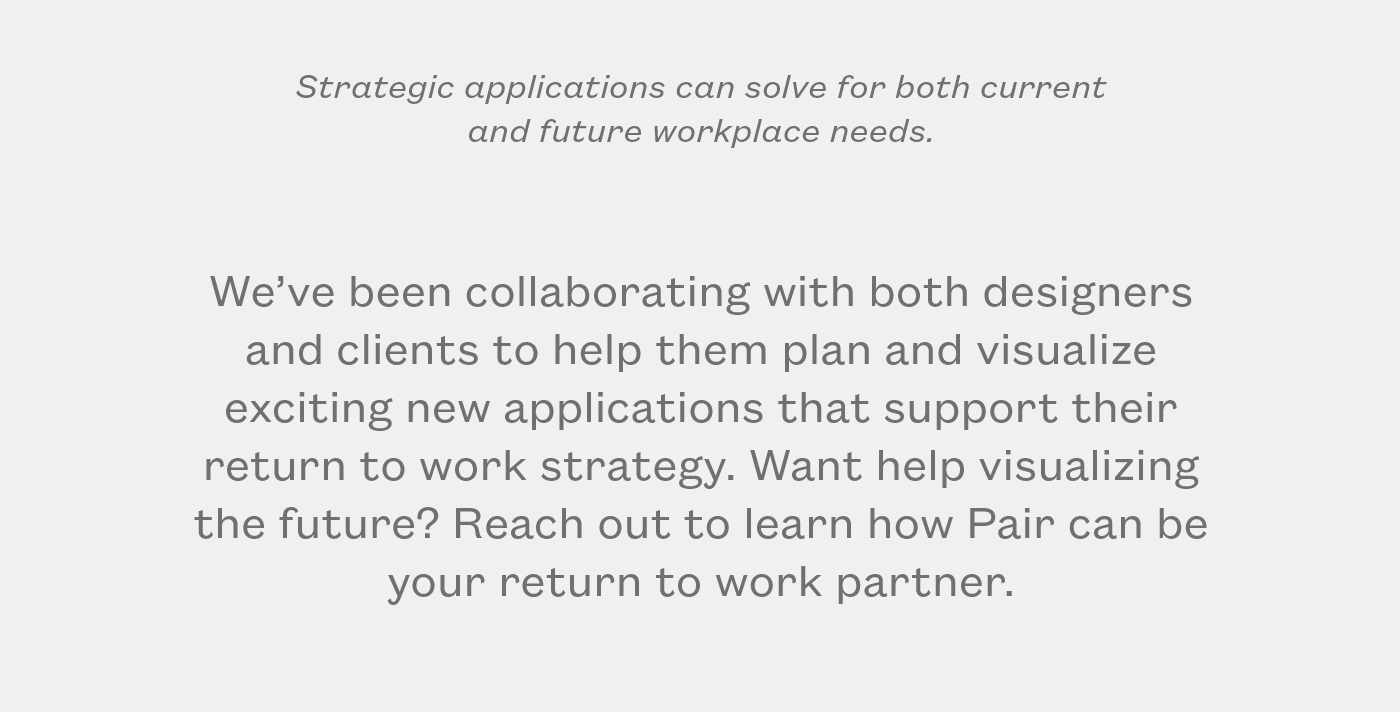 Strategic applications can solve for both current
and future workplace needs.
We’ve been collaborating with both designers
and clients to help them plan and visualize
exciting new applications that support their
return to work strategy. Want help visualizing
the future? Reach out to learn how Pair can be
your return to work partner.